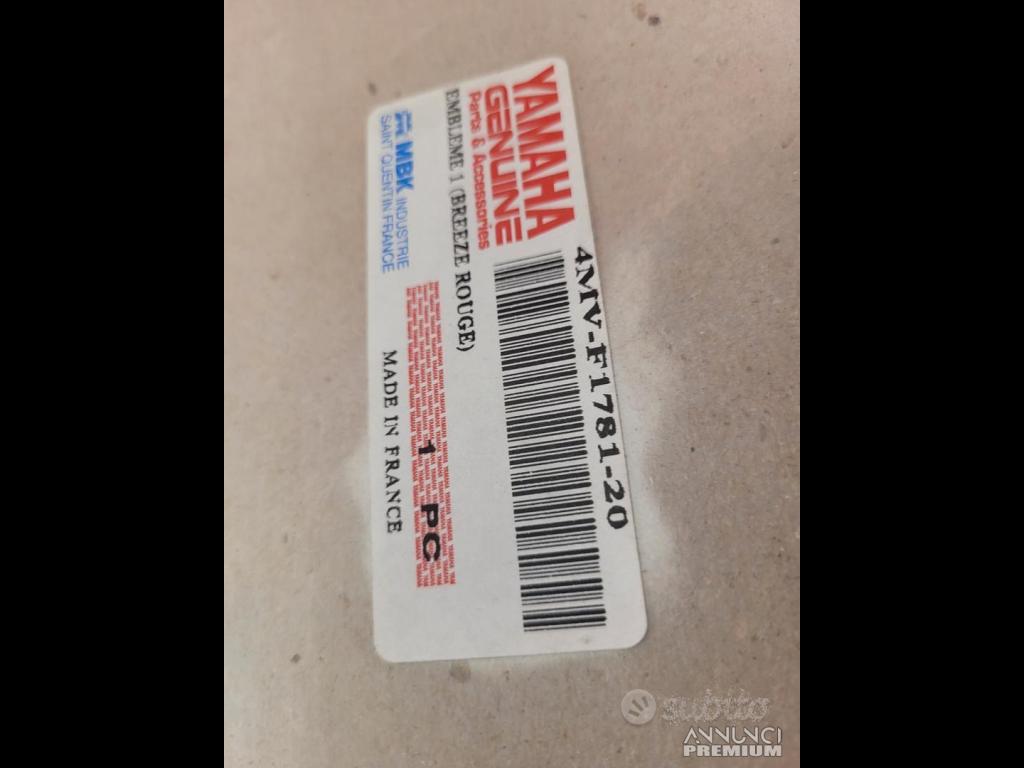 YAMAHA
GENUINE
Parts & Accessories
4MV-F1781-20
EMBLEME 1 (BREEZE ROUGE)
1 PC
MBK INDUSTRIE
SAINT QUENTIN FRANCE
MADE IN FRANCE
subito
ANNUNCI
PREMIUM